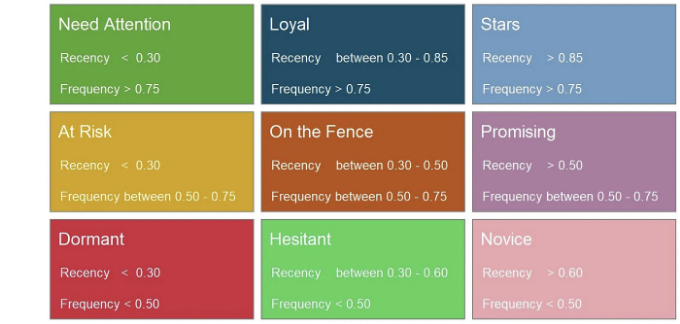 Need Attention
Recency < 0.30
Frequency > 0.75
Loyal
Recency between 0.30 - 0.85
Frequency > 0.75
Stars
Recency > 0.85
Frequency > 0.75
At Risk
Recency < 0.30
Frequency between 0.50 - 0.75
On the Fence
Recency between 0.30 - 0.50
Frequency between 0.50 - 0.75
Promising
Recency > 0.50
Frequency between 0.50 - 0.75
Dormant
Recency < 0.30
Frequency < 0.50
Hesitant
Recency between 0.30 - 0.60
Frequency < 0.50
Novice
Recency > 0.60
Frequency < 0.50